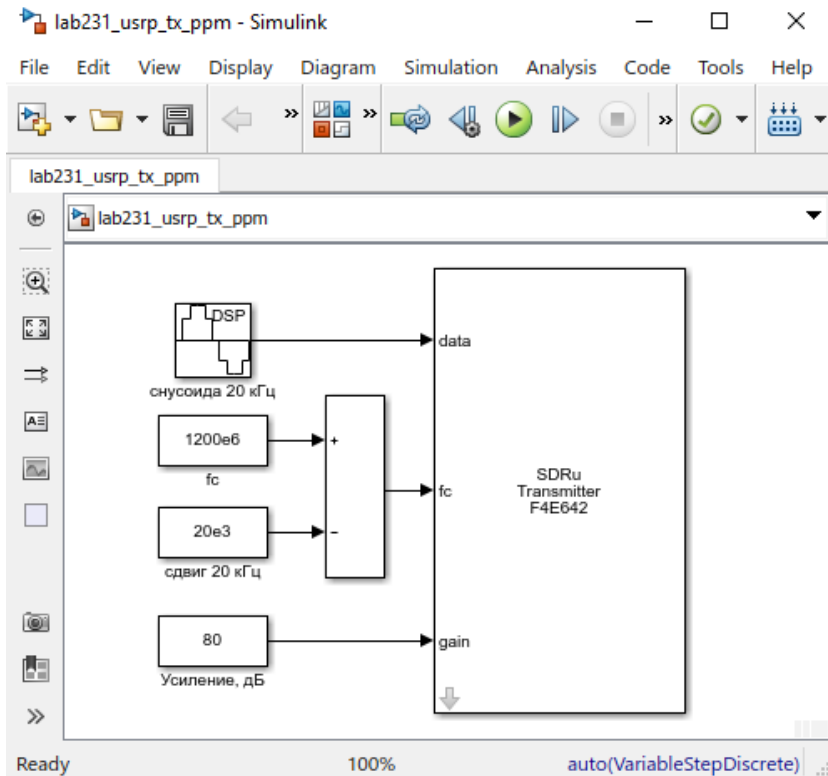 lab231_usrp_tx_ppm - Simulink
File Edit View Display Diagram Simulation Analysis Code Tools Help
lab231_usrp_tx_ppm
lab231_usrp_tx_ppm
DSP
data
снусоида 20 кГц
1200e6
+
fc
fc
SDRu
Transmitter
F4E642
20e3
−
сдвиг 20 кГц
80
gain
Усиление, дБ
Ready 100% auto(VariableStepDiscrete)